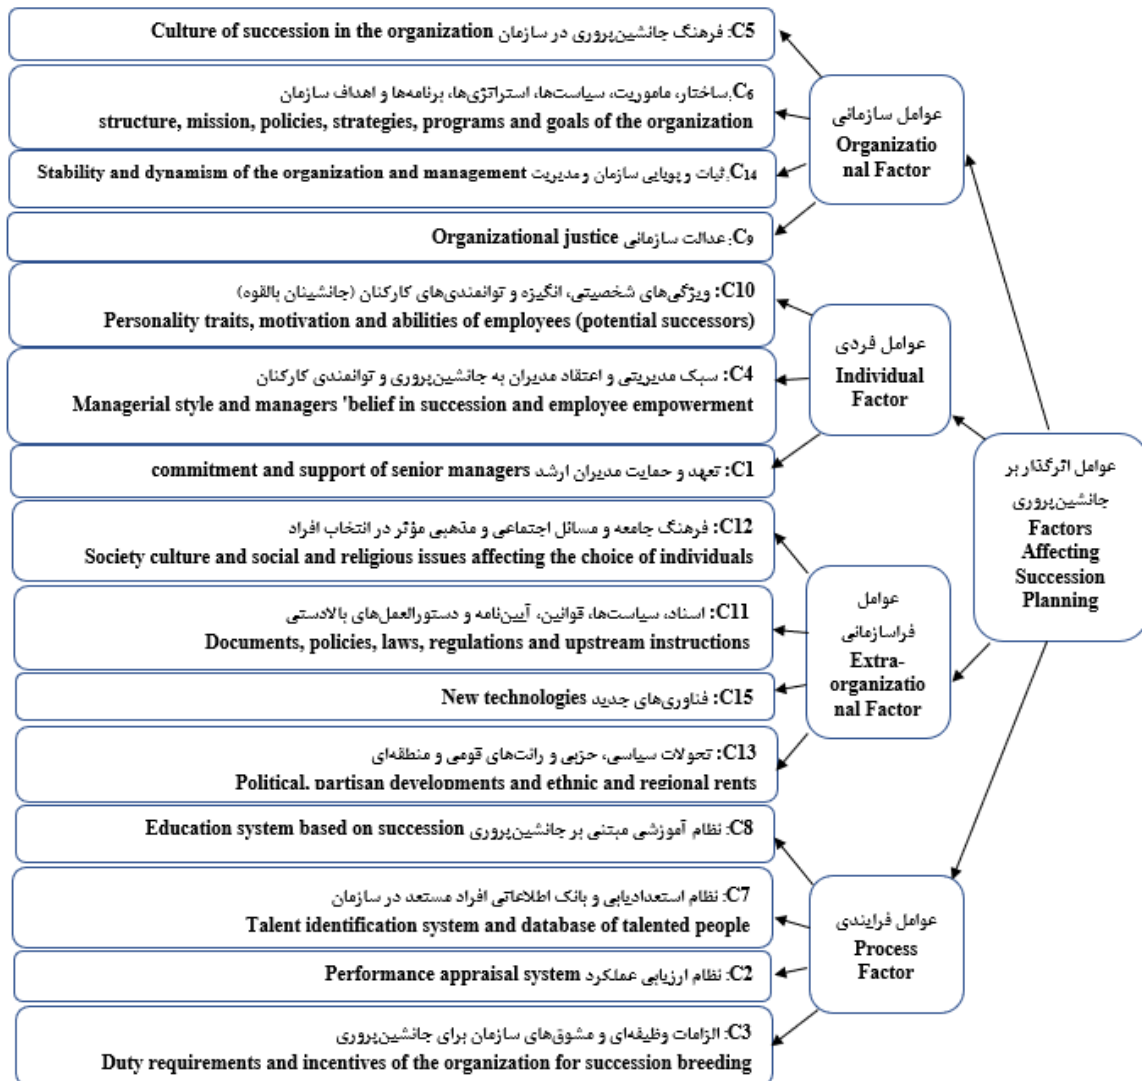 C5: فرهنگ جانشین‌پروری در سازمان Culture of succession in the organization
C6.ساختار، ماموریت، سیاست‌ها، استراتژی‌ها، برنامه‌ها و اهداف سازمان
structure, mission, policies, strategies, programs and goals of the organization
C14.ثبات و پویایی سازمان و مدیریت Stability and dynamism of the organization and management
C9. عدالت سازمانی Organizational justice
عوامل سازمانی
Organizatio
nal Factor
C10: ویژگی‌های شخصیتی، انگیزه و توانمندی‌های کارکنان (جانشینان بالقوه)
Personality traits, motivation and abilities of employees (potential successors)
C4: سبک مدیریتی و اعتقاد مدیران به جانشین‌پروری و توانمندی کارکنان
Managerial style and managers 'belief in succession and employee empowerment
C1: تعهد و حمایت مدیران ارشد commitment and support of senior managers
عوامل فردی
Individual
Factor
عوامل اثرگذار بر
جانشین‌پروری
Factors
Affecting
Succession
Planning
C12: فرهنگ جامعه و مسائل اجتماعی و مذهبی مؤثر در انتخاب افراد
Society culture and social and religious issues affecting the choice of individuals
C11: اسناد، سیاست‌ها، قوانین، آیین‌نامه و دستورالعمل‌های بالادستی
Documents, policies, laws, regulations and upstream instructions
C15: فناوری‌های جدید New technologies
C13: تحولات سیاسی، حزبی و رانت‌های قومی و منطقه‌ای
Political, partisan developments and ethnic and regional rents
عوامل
فراسازمانی
Extra-
organizatio
nal Factor
C8: نظام آموزشی مبتنی بر جانشین‌پروری Education system based on succession
C7: نظام استعدادیابی و بانک اطلاعاتی افراد مستعد در سازمان
Talent identification system and database of talented people
C2: نظام ارزیابی عملکرد Performance appraisal system
C3: الزامات وظیفه‌ای و مشوق‌های سازمان برای جانشین‌پروری
Duty requirements and incentives of the organization for succession breeding
عوامل فرایندی
Process
Factor